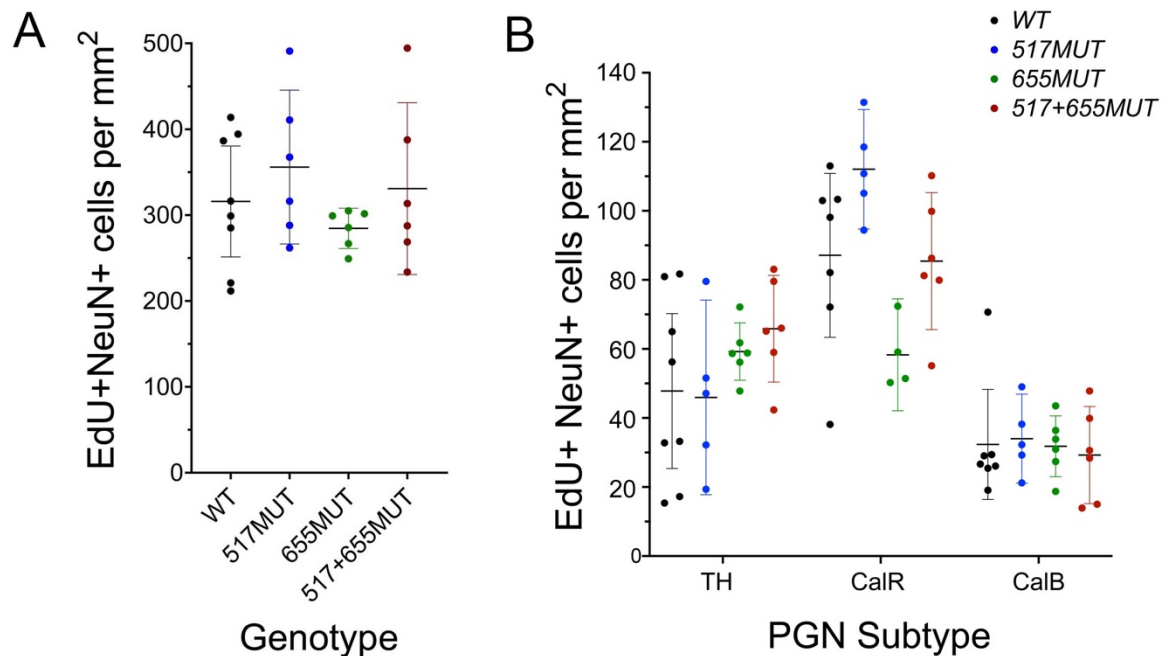 A
EdU+NeuN+ cells per mm²
500
400
300
200
100
0
WT
517MUT
655MUT
517+655MUT
Genotype
B
WT
517MUT
655MUT
517+655MUT
EdU+ NeuN+ cells per mm²
140
120
100
80
60
40
20
0
TH
CalR
CalB
PGN Subtype